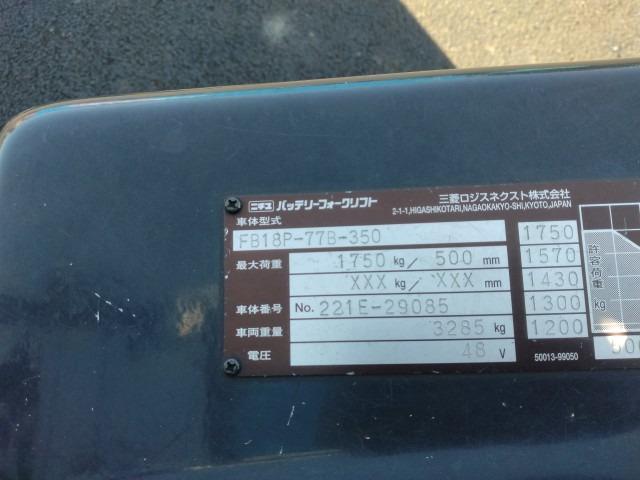 ニチユ バッテリーフォークリフト 三菱ロジスネクスト株式会社
2-1-1,HIGASHIKOTARI,NAGAOKAKYO-SHI,KYOTO,JAPAN
車体型式
FB18P-77B-350
最大荷重 1750 kg/ 500 mm
XXX kg/ XXX mm
車体番号 No. 221E-29085
車両重量 3285 kg
電圧 48 V
1750
1570
1430
1300
1200
許容荷重
kg
50013-99050